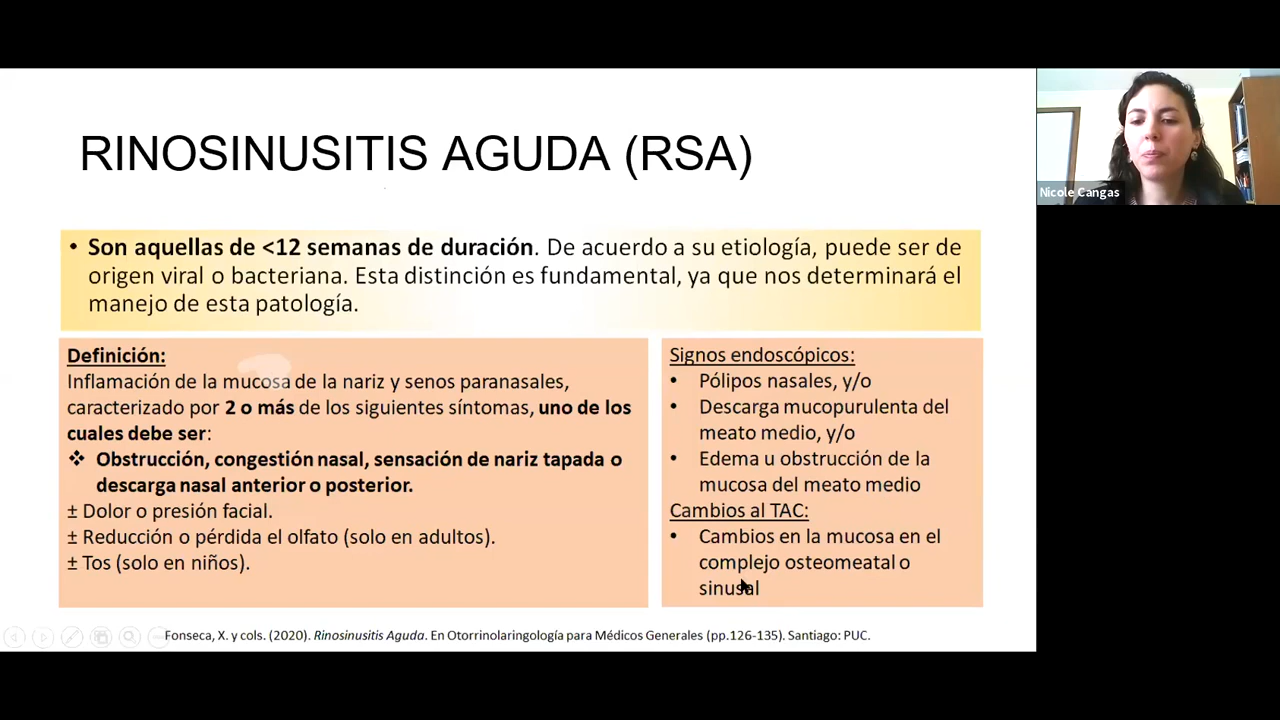 RINOSINUSITIS AGUDA (RSA)
Nicole Cangas
• Son aquellas de <12 semanas de duración. De acuerdo a su etiología, puede ser de
origen viral o bacteriana. Esta distinción es fundamental, ya que nos determinará el
manejo de esta patología.
Definición:
Inflamación de la mucosa de la nariz y senos paranasales,
caracterizado por 2 o más de los siguientes síntomas, uno de los
cuales debe ser:
❖ Obstrucción, congestión nasal, sensación de nariz tapada o
descarga nasal anterior o posterior.
± Dolor o presión facial.
± Reducción o pérdida el olfato (solo en adultos).
± Tos (solo en niños).
Signos endoscópicos:
• Pólipos nasales, y/o
• Descarga mucopurulenta del
meato medio, y/o
• Edema u obstrucción de la
mucosa del meato medio
Cambios al TAC:
• Cambios en la mucosa en el
complejo osteomeatal o
sinusal
Fonseca, X. y cols. (2020). Rinosinusitis Aguda. En Otorrinolaringología para Médicos Generales (pp.126-135). Santiago: PUC.